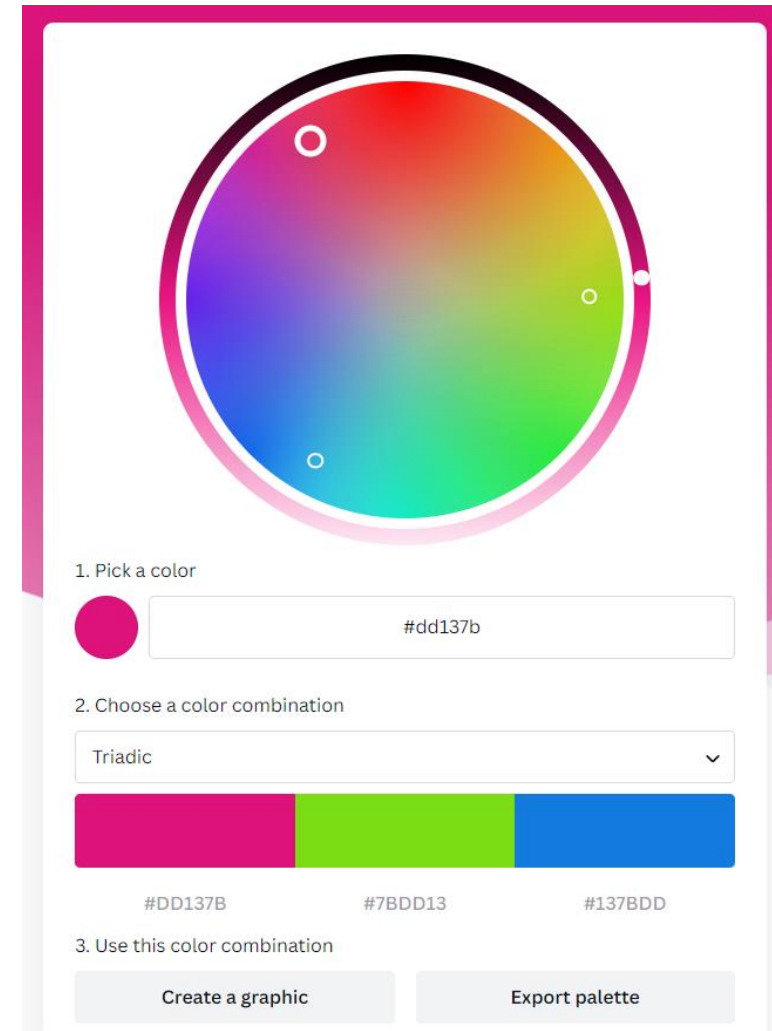 1. Pick a color
#dd137b
2. Choose a color combination
Triadic
#DD137B #7BDD13 #137BDD
3. Use this color combination
Create a graphic Export palette